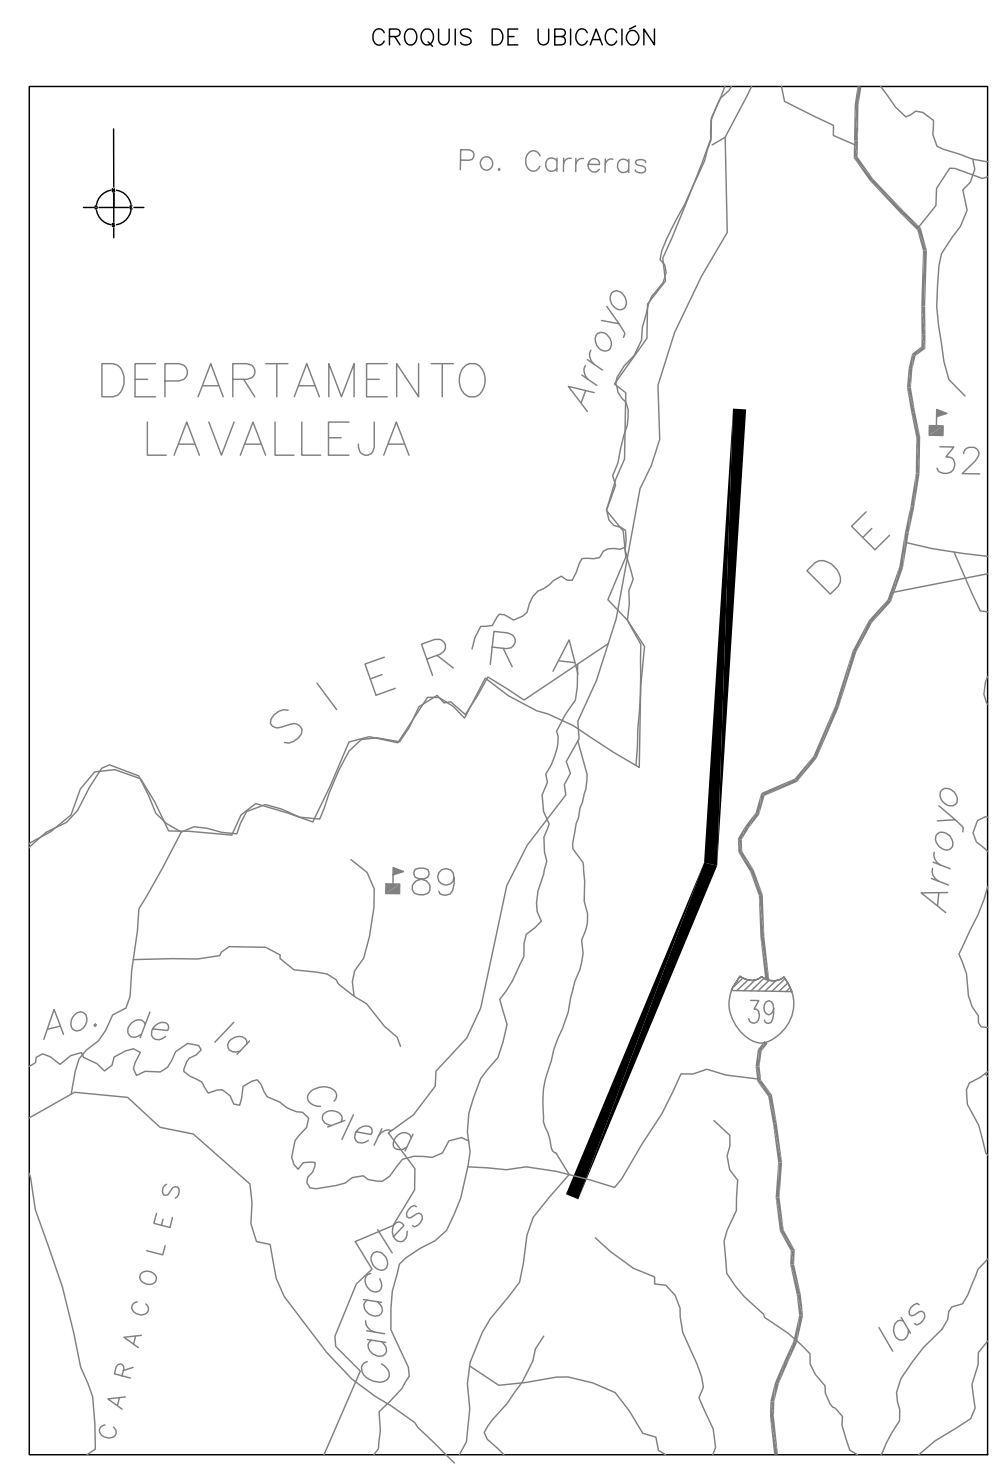 CROQUIS DE UBICACIÓN
Po. Carreras
Arroyo
DEPARTAMENTO
LAVALLEJA
32
SIERRA DE
Arroyo
89
39
Ao. de la Calera
Caracoles
CARACOLES
las